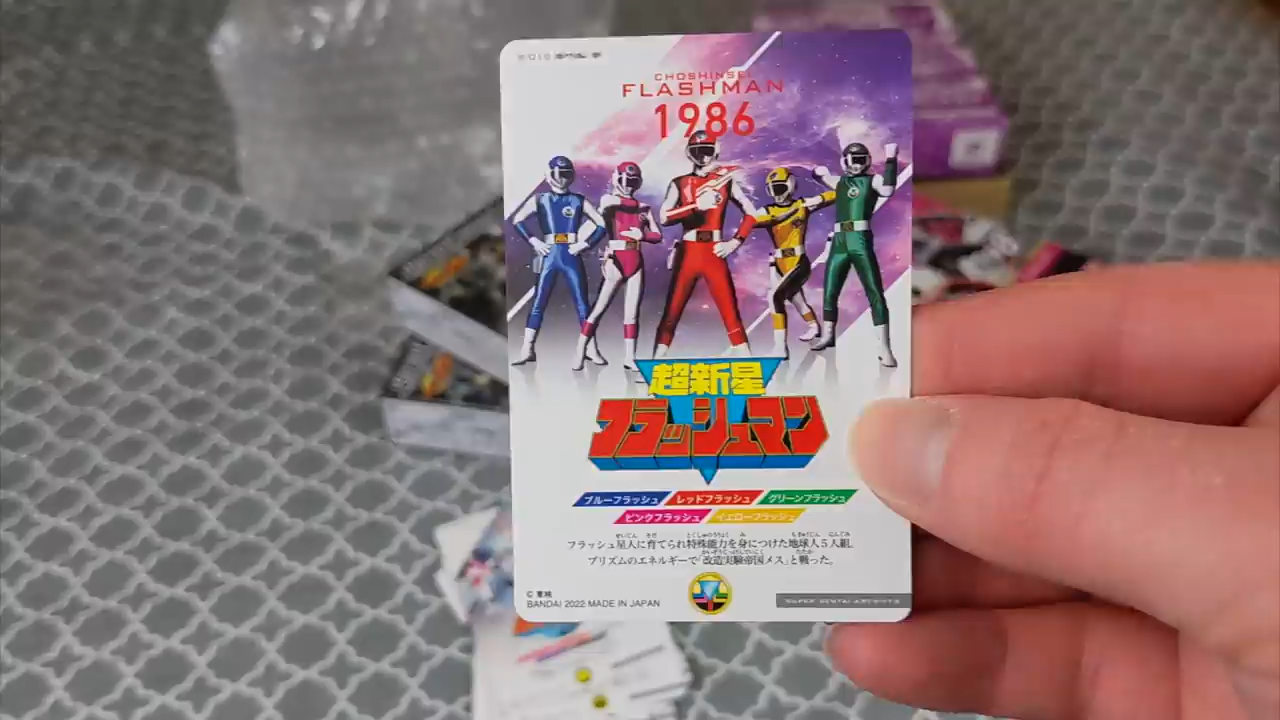 CHOSHINSEI
FLASHMAN
1986
超新星
フラッシュマン
ブルーフラッシュ レッドフラッシュ グリーンフラッシュ
ピンクフラッシュ イエローフラッシュ
フラッシュ星人に育てられ特殊能力を身につけた地球人5人組。
プリズムのエネルギーで「改造実験帝国メス」と戦った。
© 東映
BANDAI 2022 MADE IN JAPAN
SUPER SENTAI ARCHIVES